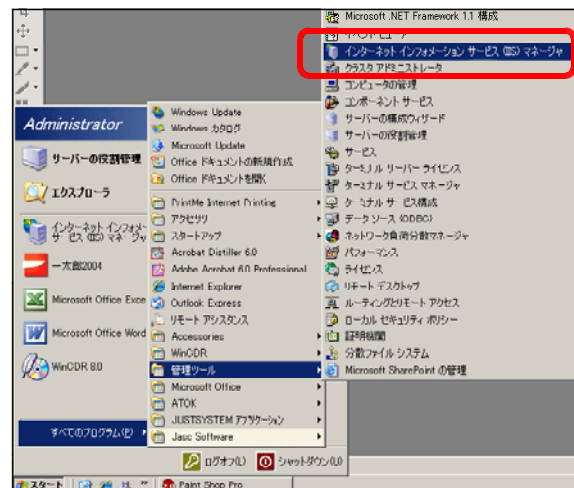 Administrator
サーバーの役割管理
エクスプローラ
インターネット インフォメー
サービス (IIS) マネージャ
一太郎2004
Microsoft Office Exce
Microsoft Office Word
WinCDR 8.0
すべてのプログラム(P)
Windows Update
Windows カタログ
Microsoft Update
Office ドキュメントの新規作成
Office ドキュメントを開く
PrintMe Internet Printing
アクセサリ
スタートアップ
Acrobat Distiller 6.0
Adobe Acrobat 6.0 Professional
Internet Explorer
Outlook Express
リモート アシスタンス
Accessories
WinCDR
管理ツール
Microsoft Office
ATOK
JUSTSYSTEM アプリケーション
Jasc Software
Microsoft .NET Framework 1.1 構成
イベント ビューア
インターネット インフォメーション サービス (IIS) マネージャ
クラスタ アドミニストレータ
コンピュータの管理
コンポーネント サービス
サーバーの構成ウィザード
サーバーの役割管理
サービス
ターミナル サーバー ライセンス
ターミナル サービス マネージャ
ターミナル サービス構成
データ ソース (ODBC)
ネットワーク負荷分散マネージャ
パフォーマンス
ライセンス
リモート デスクトップ
ルーティングとリモート アクセス
ローカル セキュリティ ポリシー
証明機関
分散ファイル システム
Microsoft SharePoint の管理
ログオフ(L)
シャットダウン(U)
スタート
Paint Shop Pro